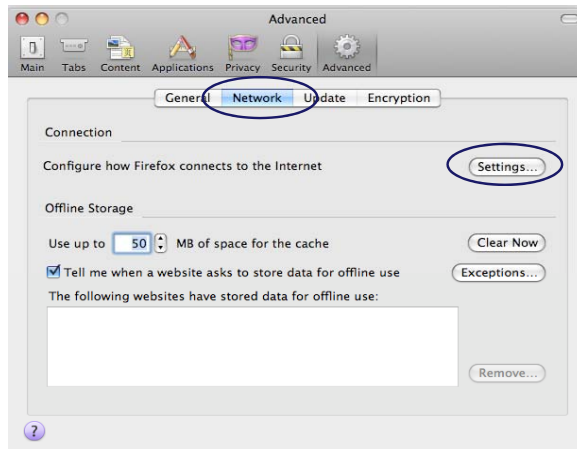 Advanced
Main Tabs Content Applications Privacy Security Advanced
General Network Update Encryption
Connection
Configure how Firefox connects to the Internet Settings...
Offline Storage
Use up to 50 MB of space for the cache Clear Now
Tell me when a website asks to store data for offline use Exceptions...
The following websites have stored data for offline use:
Remove...
?